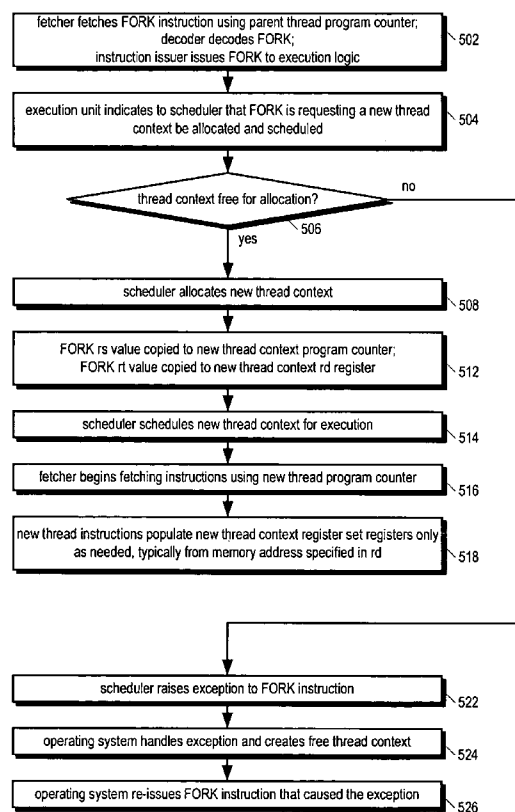 fetcher fetches FORK instruction using parent thread program counter;
decoder decodes FORK;
instruction issuer issues FORK to execution logic
502
execution unit indicates to scheduler that FORK is requesting a new thread
context be allocated and scheduled
504
thread context free for allocation?
no
506
yes
scheduler allocates new thread context
508
FORK rs value copied to new thread context program counter;
FORK rt value copied to new thread context rd register
512
scheduler schedules new thread context for execution
514
fetcher begins fetching instructions using new thread program counter
516
new thread instructions populate new thread context register set registers only
as needed, typically from memory address specified in rd
518
scheduler raises exception to FORK instruction
522
operating system handles exception and creates free thread context
524
operating system re-issues FORK instruction that caused the exception
526